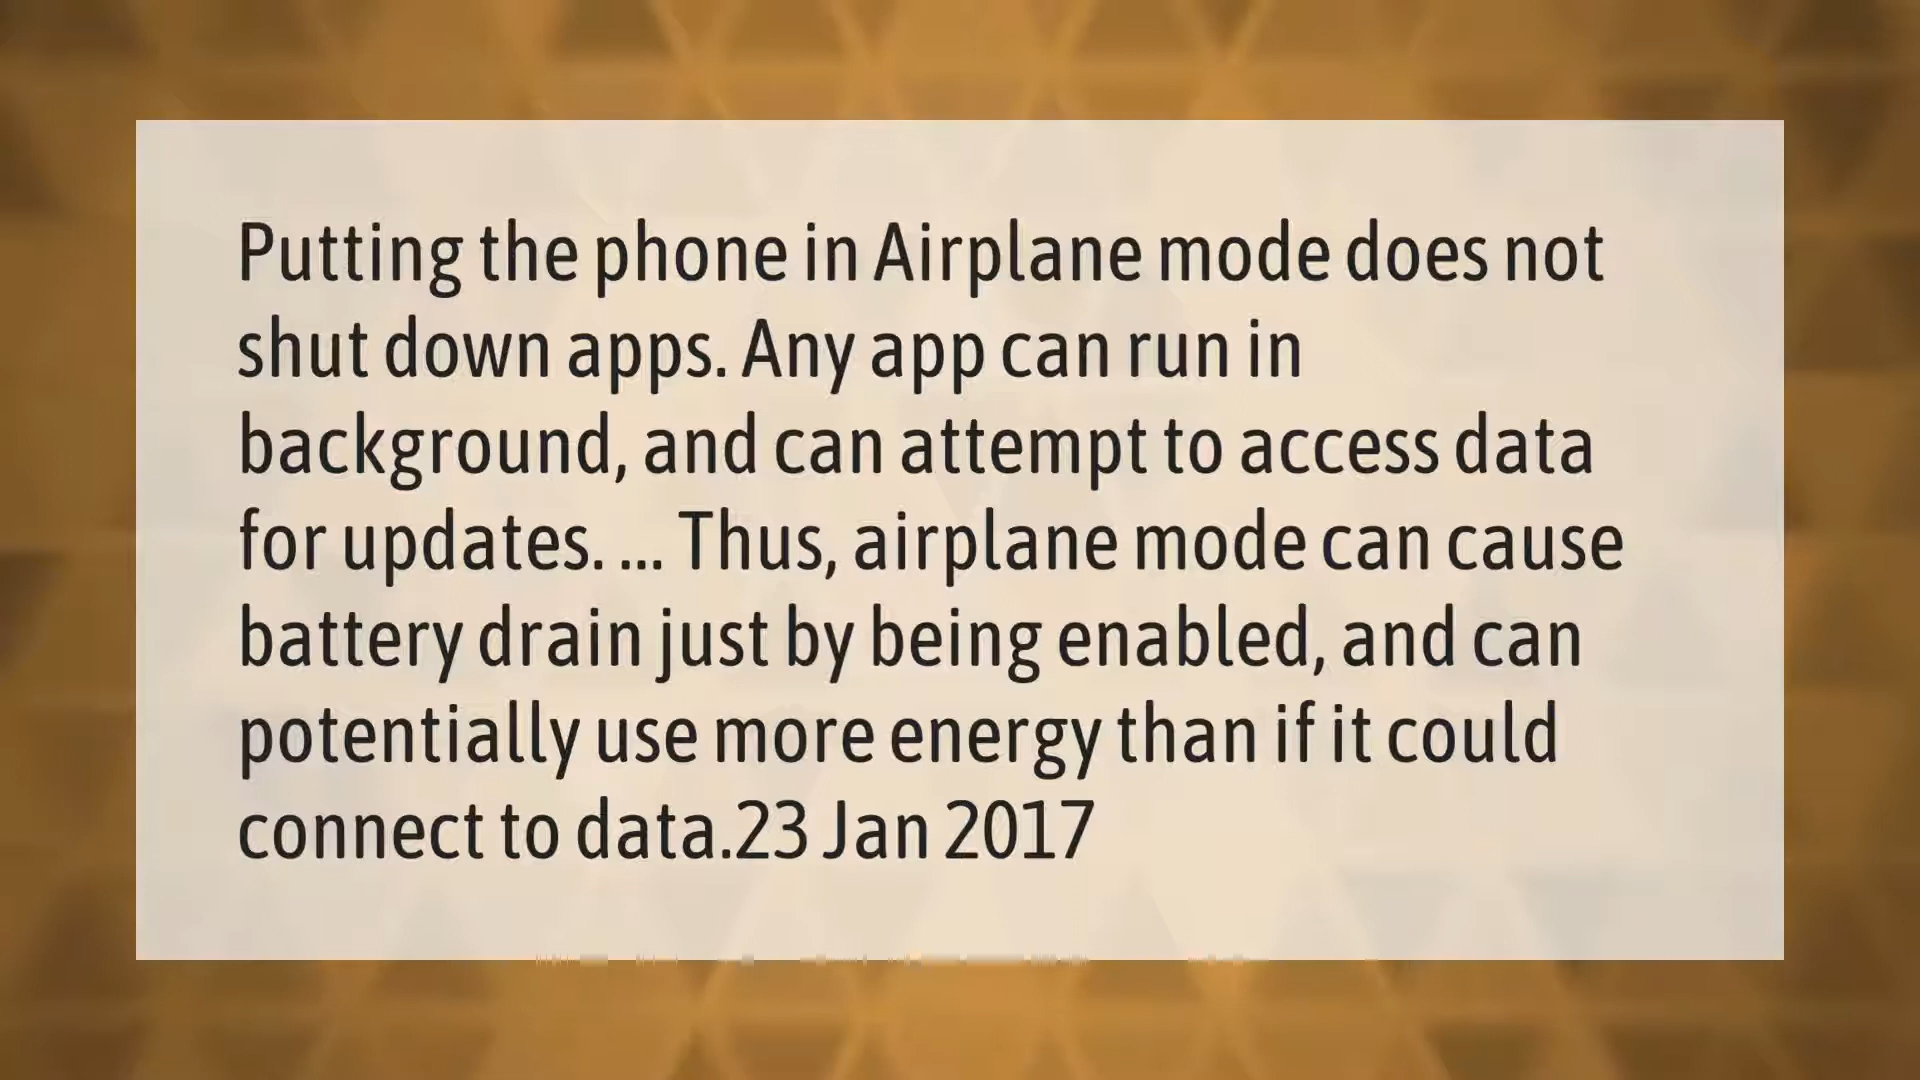 Putting the phone in Airplane mode does not
shut down apps. Any app can run in
background, and can attempt to access data
for updates. ... Thus, airplane mode can cause
battery drain just by being enabled, and can
potentially use more energy than if it could
connect to data.23 Jan 2017